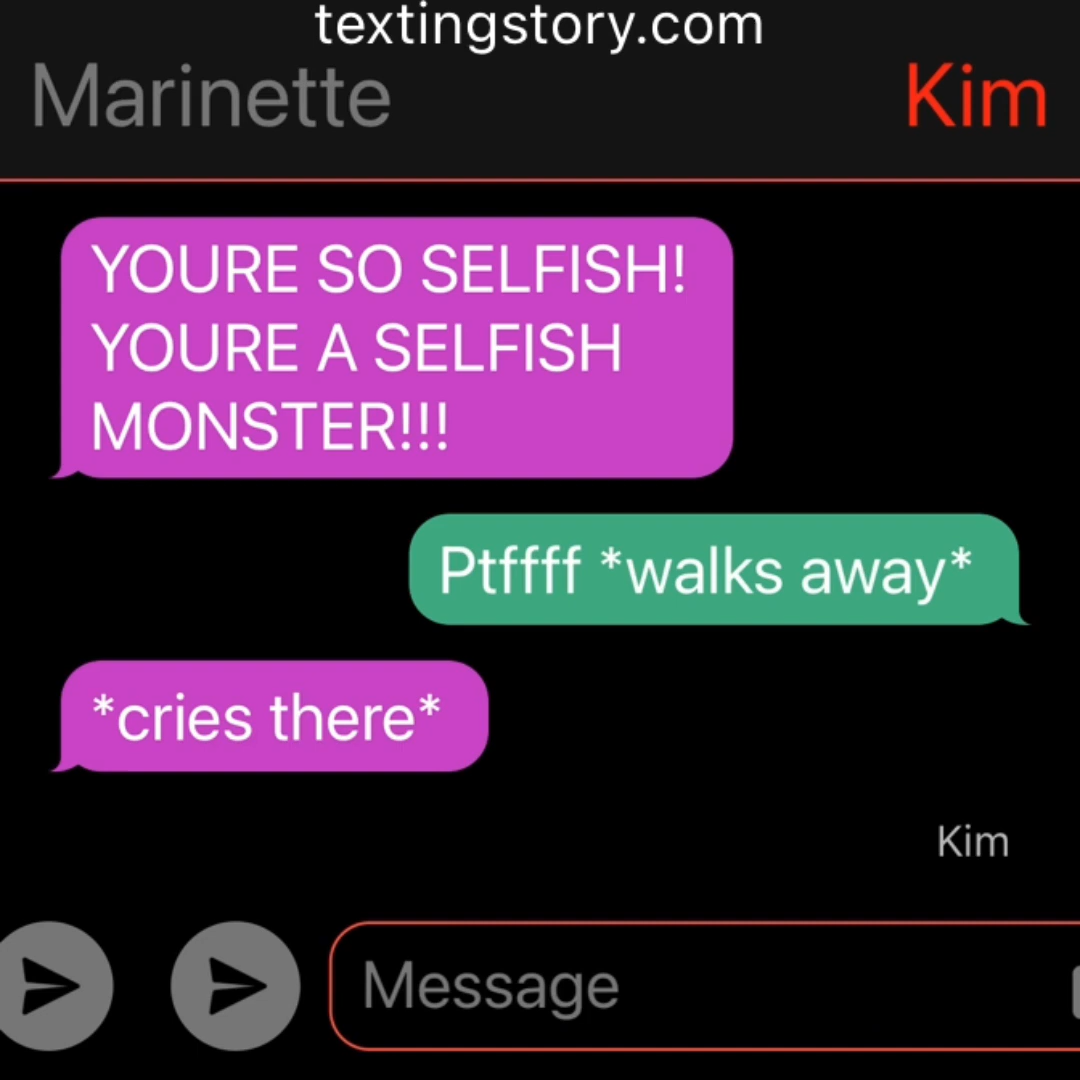 textingstory.com
Marinette
Kim
YOURE SO SELFISH!
YOURE A SELFISH
MONSTER!!!
Ptffff *walks away*
*cries there*
Kim
Message